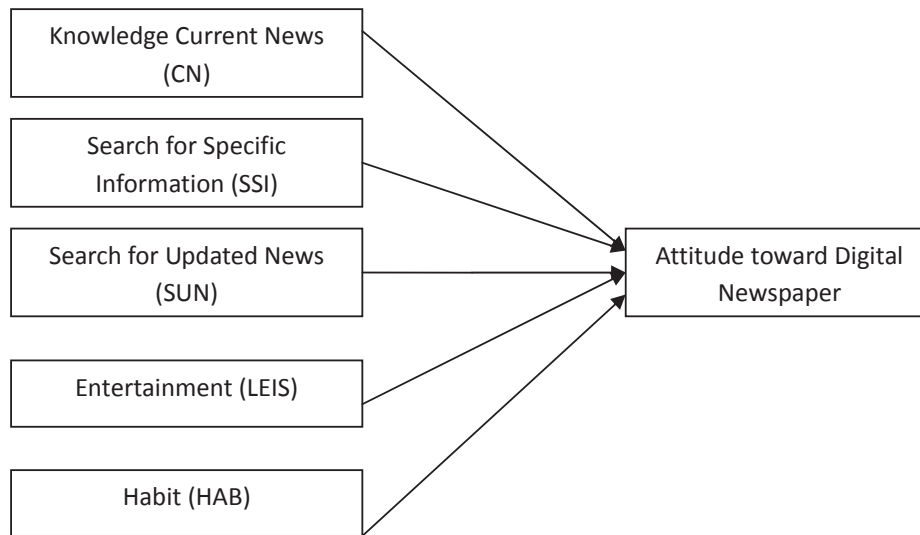 Knowledge Current News
(CN)
Search for Specific
Information (SSI)
Search for Updated News
(SUN)
Entertainment (LEIS)
Habit (HAB)
Attitude toward Digital
Newspaper